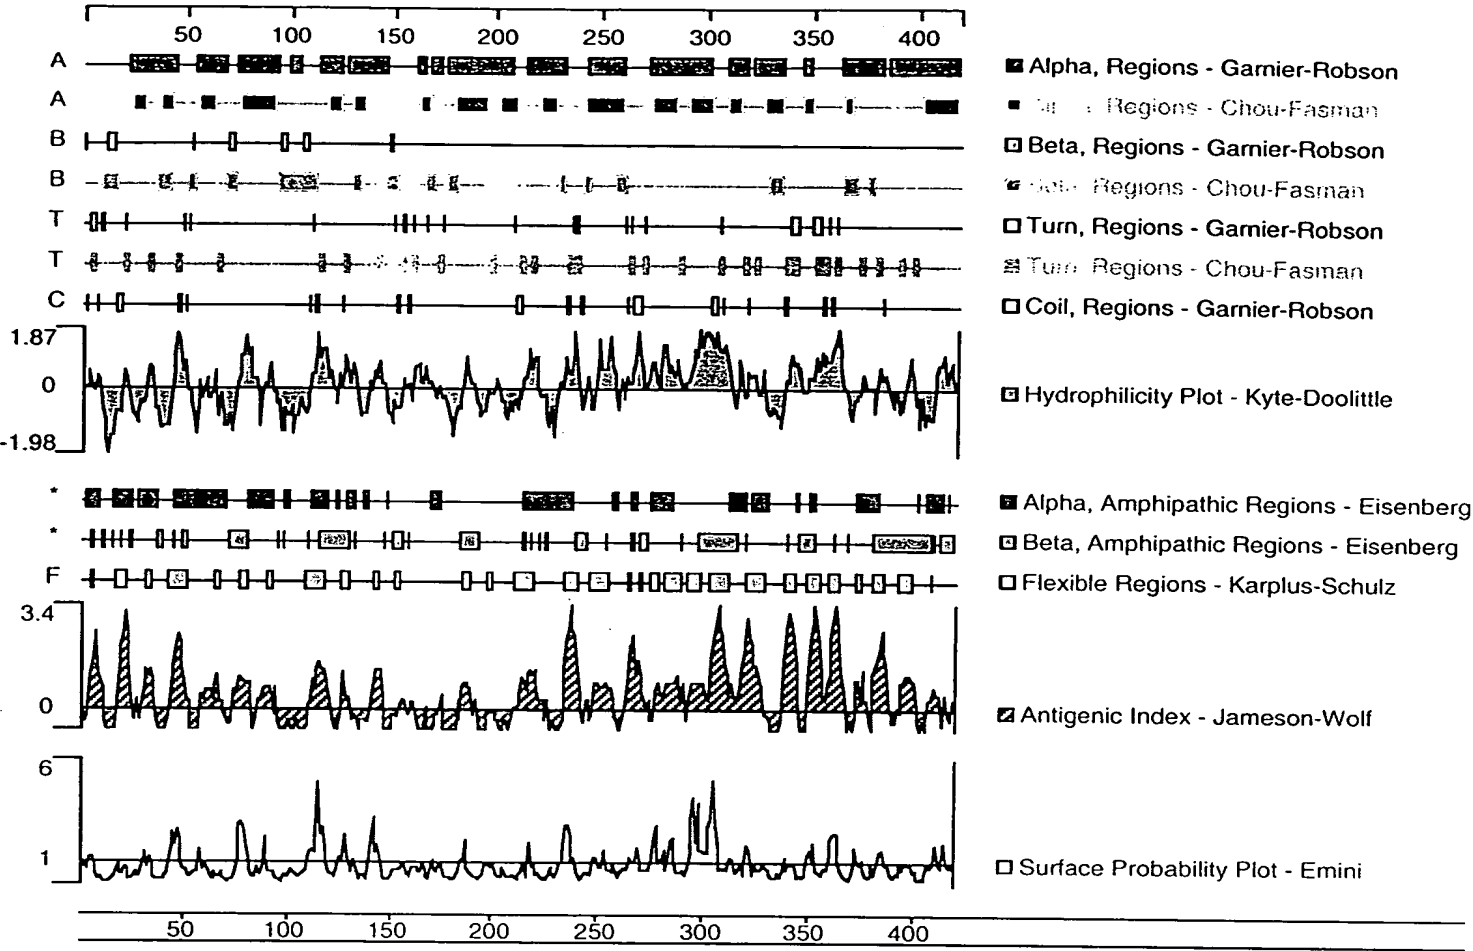 50 100 150 200 250 300 350 400
A Alpha, Regions - Garnier-Robson
A Regions - Chou-Fasman
B Beta, Regions - Garnier-Robson
B Regions - Chou-Fasman
T Turn, Regions - Garnier-Robson
T Turn, Regions - Chou-Fasman
C Coil, Regions - Garnier-Robson
1.87
0 Hydrophilicity Plot - Kyte-Doolittle
-1.98
* Alpha, Amphipathic Regions - Eisenberg
* Beta, Amphipathic Regions - Eisenberg
F Flexible Regions - Karplus-Schulz
3.4
0 Antigenic Index - Jameson-Wolf
6
1 Surface Probability Plot - Emini
50 100 150 200 250 300 350 400